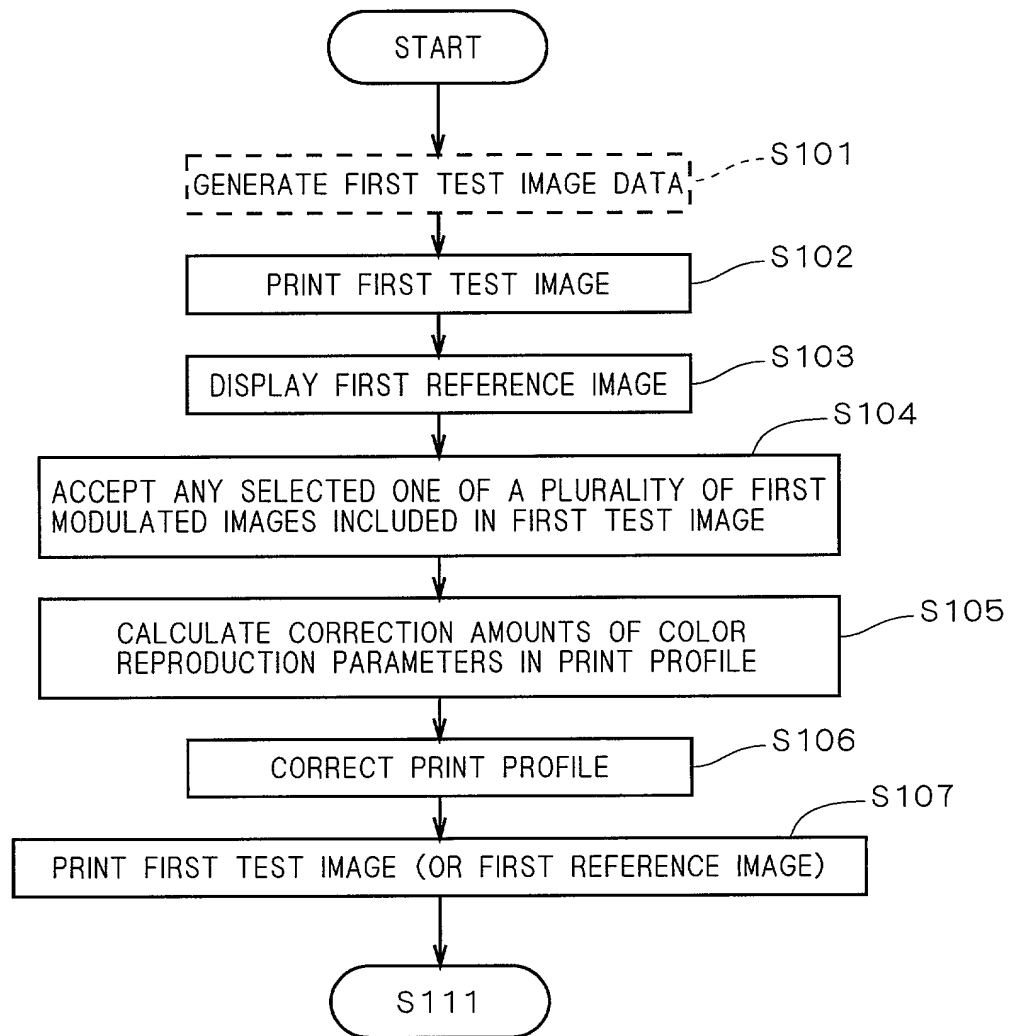 START
S101
GENERATE FIRST TEST IMAGE DATA
S102
PRINT FIRST TEST IMAGE
S103
DISPLAY FIRST REFERENCE IMAGE
S104
ACCEPT ANY SELECTED ONE OF A PLURALITY OF FIRST
MODULATED IMAGES INCLUDED IN FIRST TEST IMAGE
S105
CALCULATE CORRECTION AMOUNTS OF COLOR
REPRODUCTION PARAMETERS IN PRINT PROFILE
S106
CORRECT PRINT PROFILE
S107
PRINT FIRST TEST IMAGE (OR FIRST REFERENCE IMAGE)
S111